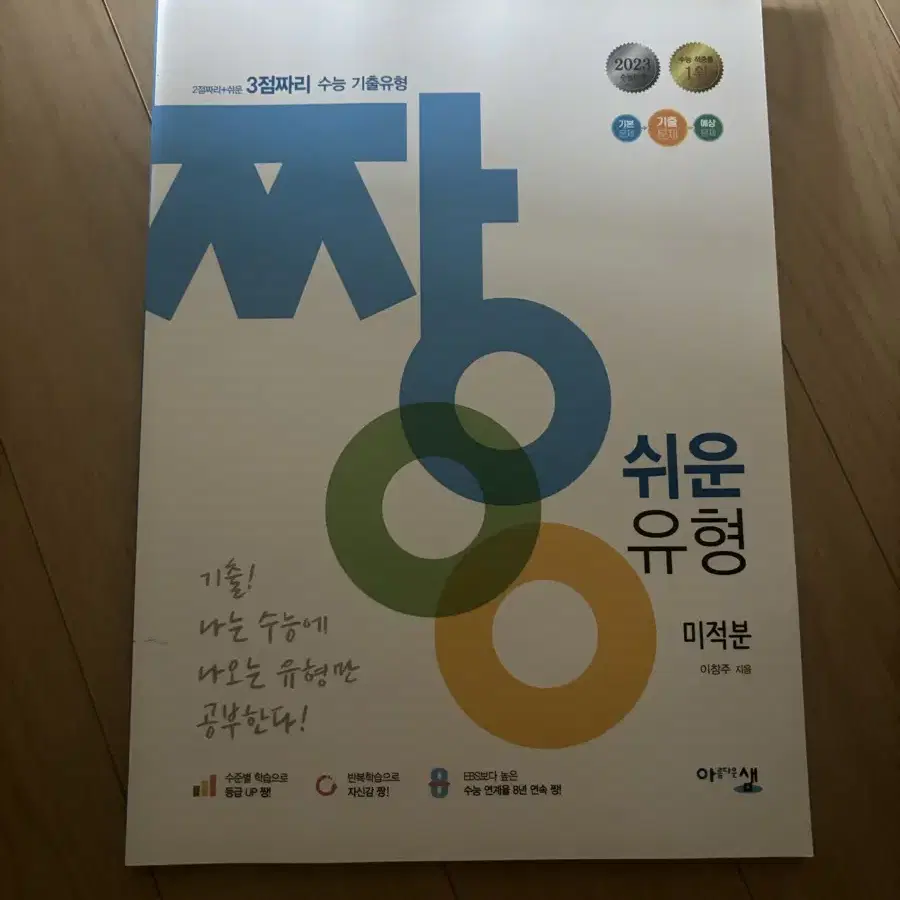 2점짜리+쉬운 3점짜리 수능 기출유형
2023
수능 적중률
1위
기본
문제
기출
문제
예상
문제
짱
쉬운
유형
미적분
이창주 지음
기출!
나는 수능에
나오는 유형만
공부한다!
수준별 학습으로
등급 UP 짱!
반복학습으로
자신감 짱!
EBS보다 높은
수능 연계율 8년 연속 짱!
아름다운샘